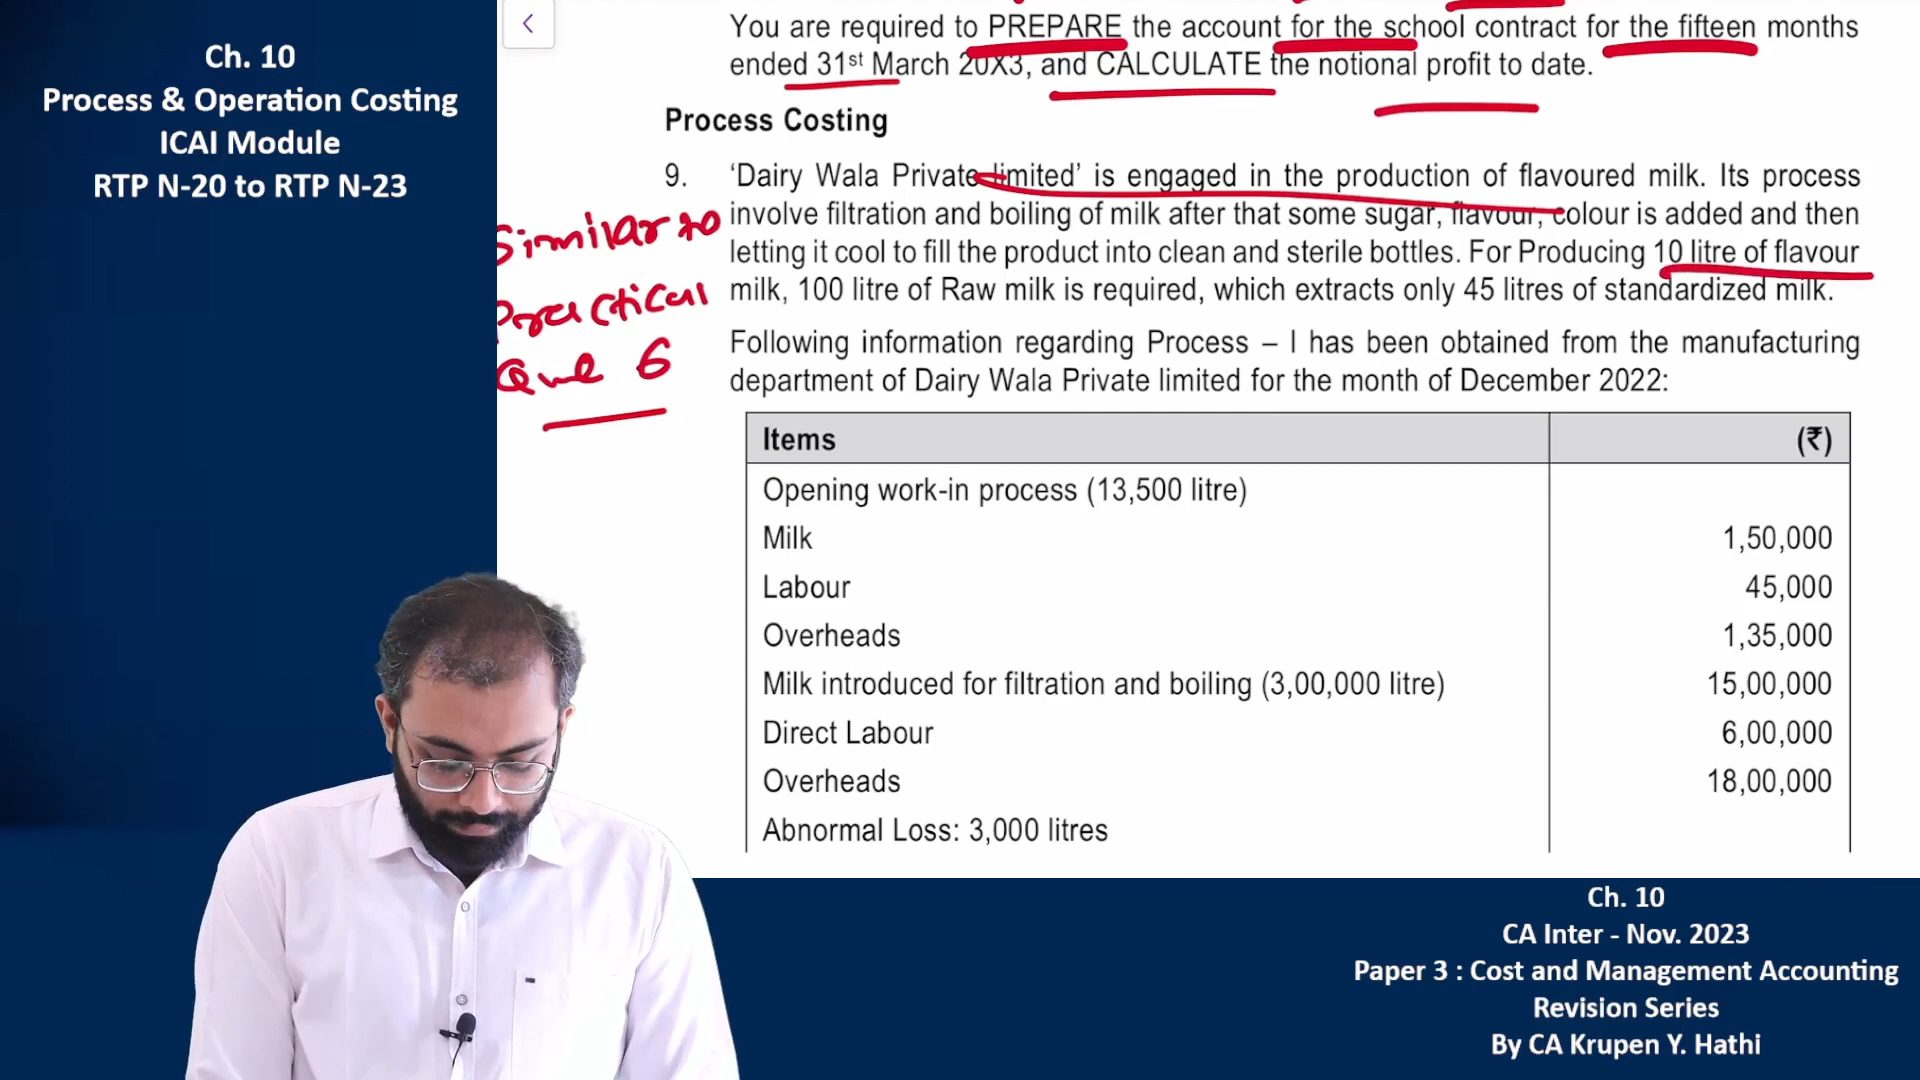 Ch. 10
Process & Operation Costing
ICAI Module
RTP N-20 to RTP N-23
You are required to PREPARE the account for the school contract for the fifteen months
ended 31st March 20X3, and CALCULATE the notional profit to date.
Process Costing
9. ‘Dairy Wala Private limited’ is engaged in the production of flavoured milk. Its process
involve filtration and boiling of milk after that some sugar, flavour, colour is added and then
letting it cool to fill the product into clean and sterile bottles. For Producing 10 litre of flavour
milk, 100 litre of Raw milk is required, which extracts only 45 litres of standardized milk.
Similar to
Practical
Que 6
Following information regarding Process – I has been obtained from the manufacturing
department of Dairy Wala Private limited for the month of December 2022:
Items (₹)
Opening work-in process (13,500 litre)
Milk 1,50,000
Labour 45,000
Overheads 1,35,000
Milk introduced for filtration and boiling (3,00,000 litre) 15,00,000
Direct Labour 6,00,000
Overheads 18,00,000
Abnormal Loss: 3,000 litres
Ch. 10
CA Inter - Nov. 2023
Paper 3 : Cost and Management Accounting
Revision Series
By CA Krupen Y. Hathi